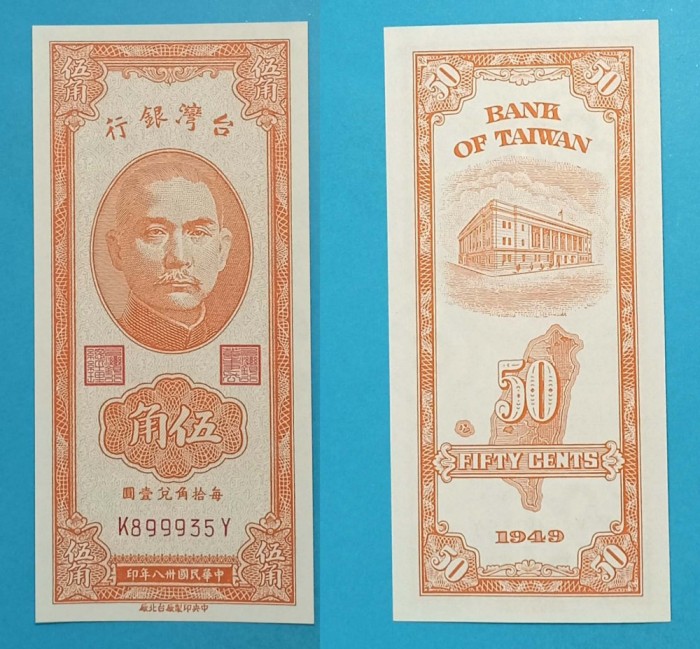 伍角
伍角
台灣銀行
伍角
每拾角兌壹圓
K899935Y
伍角
伍角
中華民國卅八年印
中央印製廠台北廠
50
50
BANK
OF TAIWAN
50
FIFTY CENTS
1949
50
50